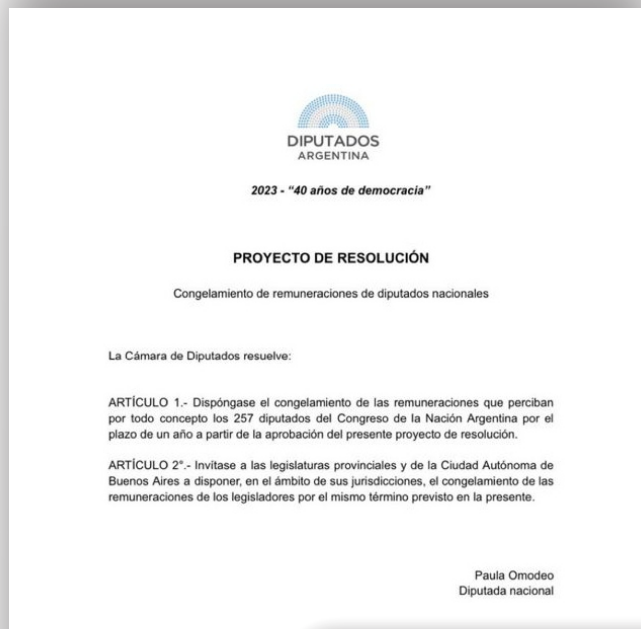 DIPUTADOS
ARGENTINA
2023 - “40 años de democracia”
PROYECTO DE RESOLUCIÓN
Congelamiento de remuneraciones de diputados nacionales
La Cámara de Diputados resuelve:
ARTÍCULO 1.- Dispóngase el congelamiento de las remuneraciones que perciban
por todo concepto los 257 diputados del Congreso de la Nación Argentina por el
plazo de un año a partir de la aprobación del presente proyecto de resolución.
ARTÍCULO 2°.- Invítase a las legislaturas provinciales y de la Ciudad Autónoma de
Buenos Aires a disponer, en el ámbito de sus jurisdicciones, el congelamiento de las
remuneraciones de los legisladores por el mismo término previsto en la presente.
Paula Omodeo
Diputada nacional